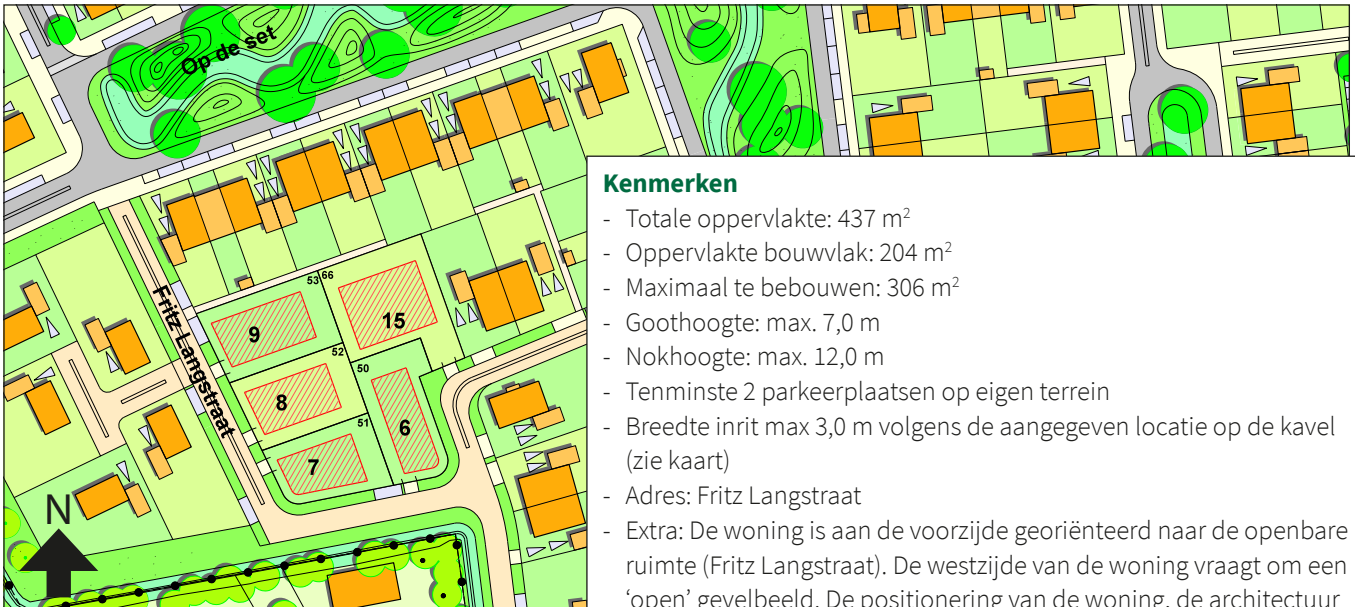 Op de set
Kenmerken
- Totale oppervlakte: 437 m²
- Oppervlakte bouwvlak: 204 m²
- Maximaal te bebouwen: 306 m²
- Goothoogte: max. 7,0 m
- Nokhoogte: max. 12,0 m
- Tenminste 2 parkeerplaatsen op eigen terrein
- Breedte inrit max 3,0 m volgens de aangegeven locatie op de kavel
(zie kaart)
- Adres: Fritz Langstraat
- Extra: De woning is aan de voorzijde georiënteerd naar de openbare
ruimte (Fritz Langstraat). De westzijde van de woning vraagt om een
'open' gevelbeeld. De positionering van de woning, de architectuur
Fritz Langstraat
53
66
9
15
52
50
8
51
6
7
N